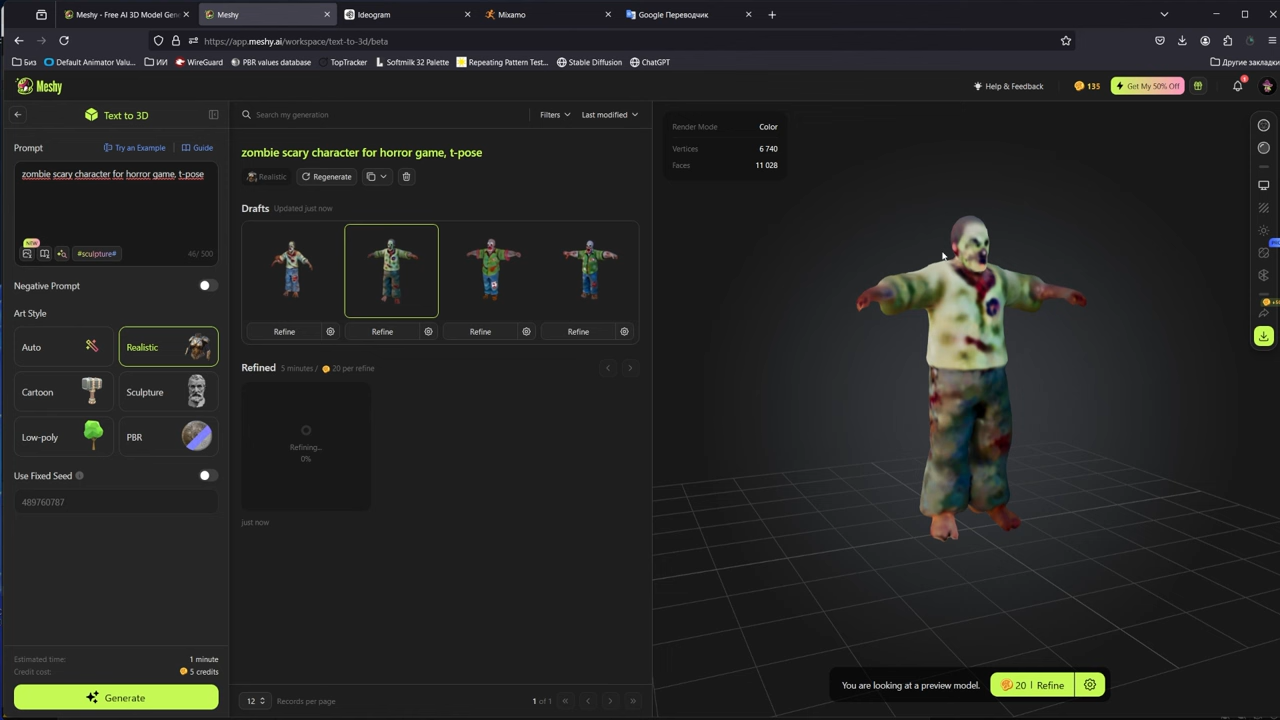 Meshy - Free AI 3D Model Gene
Meshy
Ideogram
Mixamo
Google Переводчик
https://app.meshy.ai/workspace/text-to-3d/beta
Биз
Default Animator Valu...
ИИ
WireGuard
PBR values database
TopTracker
Softmilk 32 Palette
Repeating Pattern Test...
Stable Diffusion
ChatGPT
Другие закладки
Meshy
Help & Feedback
135
Get My 50% Off
Text to 3D
Search my generation
Filters
Last modified
Prompt
Try an Example
Guide
zombie scary character for horror game, t-pose
NEW
#sculpture#
46/ 500
Negative Prompt
Art Style
Auto
Realistic
Cartoon
Sculpture
Low-poly
PBR
Use Fixed Seed
489760787
Estimated time:
1 minute
Credit cost:
5 credits
Generate
zombie scary character for horror game, t-pose
Realistic
Regenerate
Drafts
Updated just now
Refine
Refine
Refine
Refine
Refined
5 minutes /
20 per refine
Refining...
0%
just now
12
Records per page
1 of 1
Render Mode
Color
Vertices
6 740
Faces
11 028
You are looking at a preview model.
20 | Refine